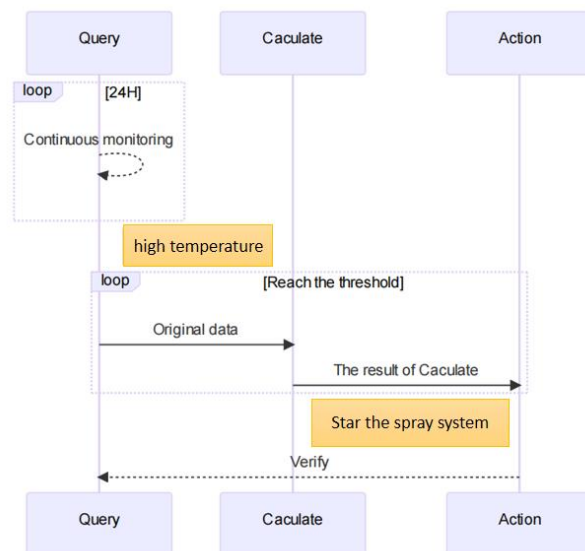 Query
Caculate
Action
loop
[24H]
Continuous monitoring
high temperature
loop
[Reach the threshold]
Original data
The result of Caculate
Star the spray system
Verify
Query
Caculate
Action